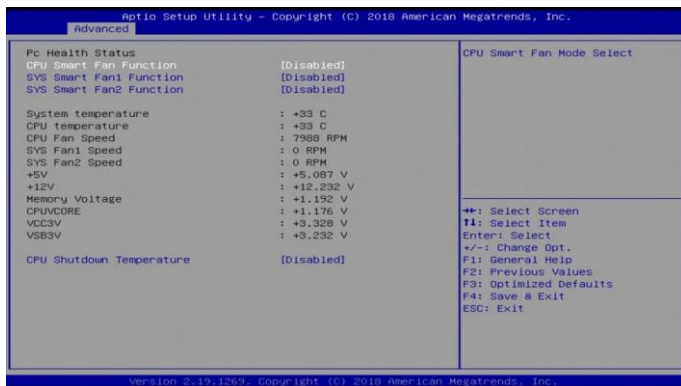 Aptio Setup Utility – Copyright (C) 2018 American Megatrends, Inc.
Advanced
Pc Health Status
CPU Smart Fan Function [Disabled]
SYS Smart Fan1 Function [Disabled]
SYS Smart Fan2 Function [Disabled]
System temperature : +33 C
CPU temperature : +33 C
CPU Fan Speed : 7988 RPM
SYS Fan1 Speed : 0 RPM
SYS Fan2 Speed : 0 RPM
+5V : +5.087 V
+12V : +12.232 V
Memory Voltage : +1.192 V
CPUVCORE : +1.176 V
VCC3V : +3.328 V
VSB3V : +3.232 V
CPU Shutdown Temperature [Disabled]
CPU Smart Fan Mode Select
→←: Select Screen
↑↓: Select Item
Enter: Select
+/-: Change Opt.
F1: General Help
F2: Previous Values
F3: Optimized Defaults
F4: Save & Exit
ESC: Exit
Version 2.19.1269. Copyright (C) 2018 American Megatrends, Inc.